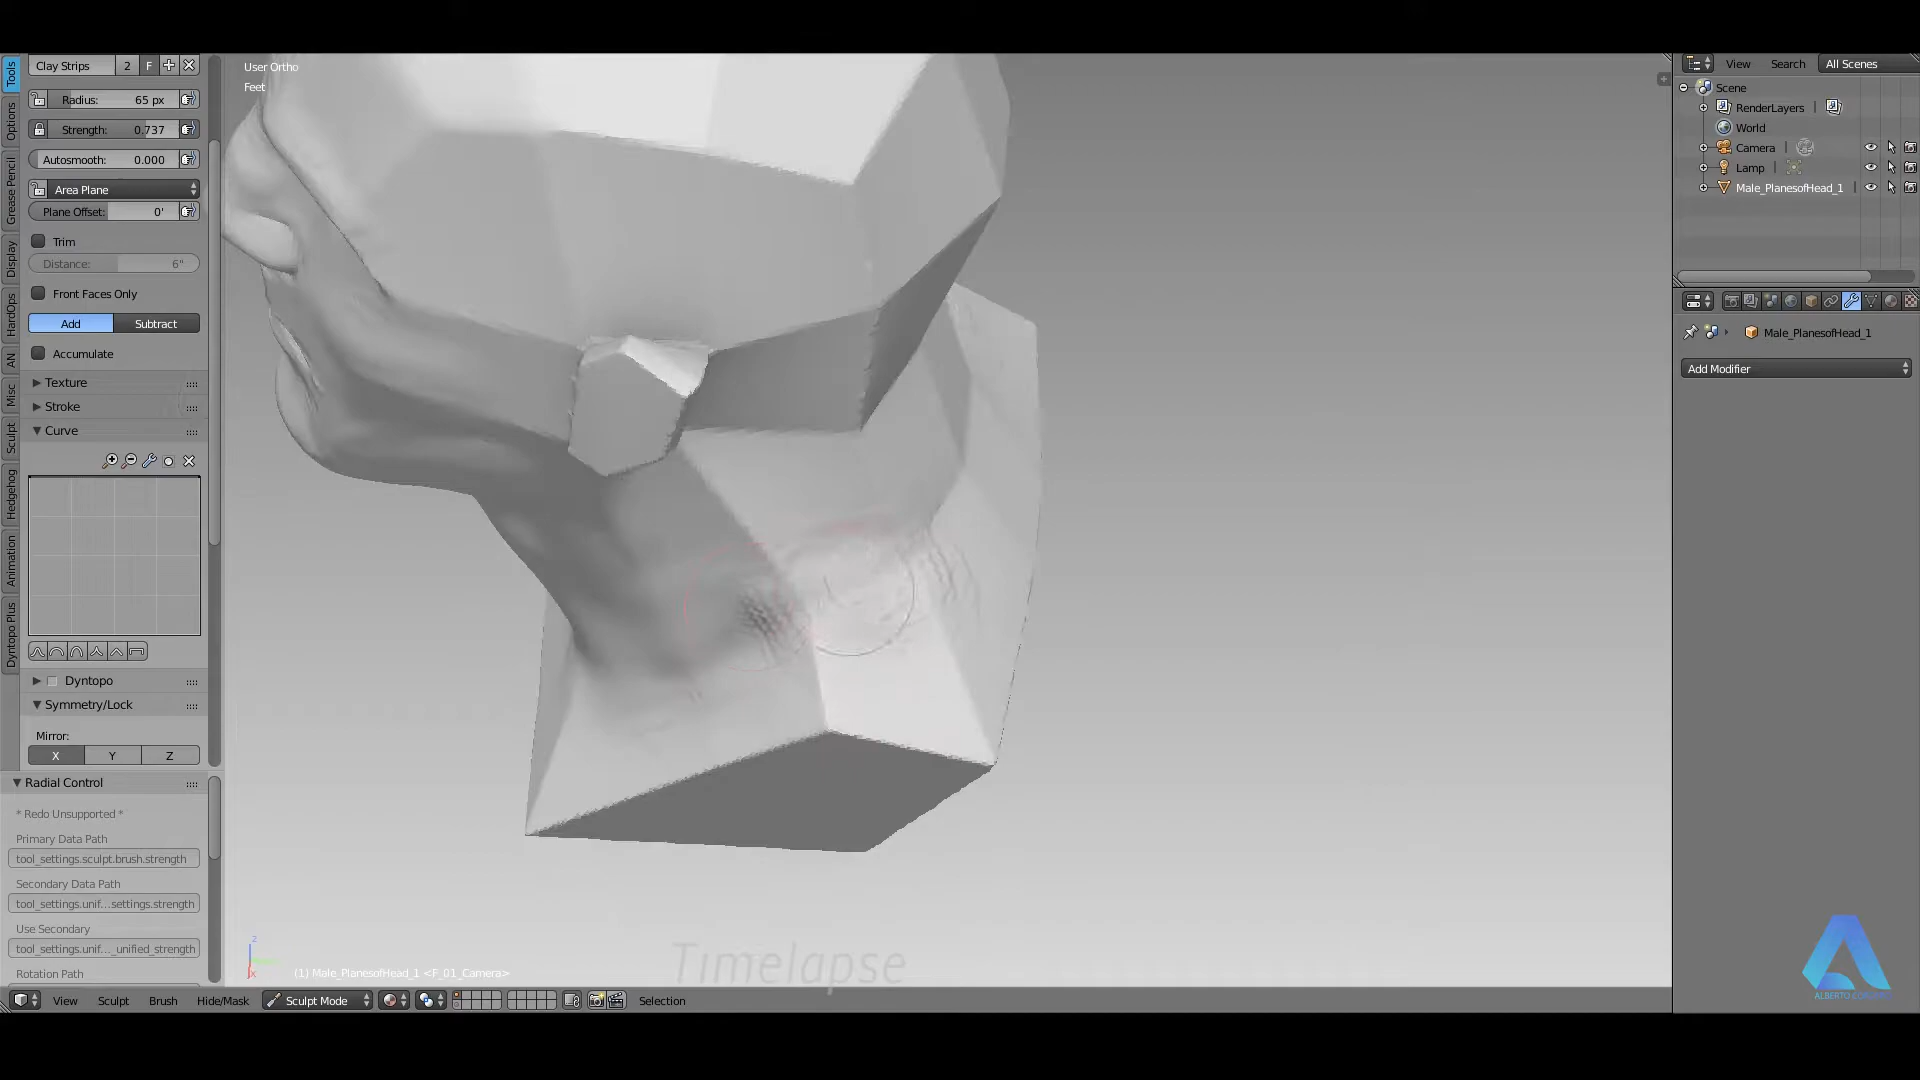 Tools
Options
Grease Pencil
Display
HardOps
AN
Misc
Sculpt
Hedgehog
Animation
Dyntopo Plus
Clay Strips 2 F
Radius: 65 px
Strength: 0.737
Autosmooth: 0.000
Area Plane
Plane Offset: 0'
Trim
Distance: 6"
Front Faces Only
Add Subtract
Accumulate
Texture
Stroke
Curve
Dyntopo
Symmetry/Lock
Mirror:
X Y Z
Radial Control
* Redo Unsupported *
Primary Data Path
tool_settings.sculpt.brush.strength
Secondary Data Path
tool_settings.unif...settings.strength
Use Secondary
tool_settings.unif..._unified_strength
Rotation Path
User Ortho
Feet
z
x
(1) Male_PlanesofHead_1 <F_01_Camera>
Timelapse
View Sculpt Brush Hide/Mask Sculpt Mode Selection
View Search All Scenes
Scene
RenderLayers
World
Camera
Lamp
Male_PlanesofHead_1
Male_PlanesofHead_1
Add Modifier